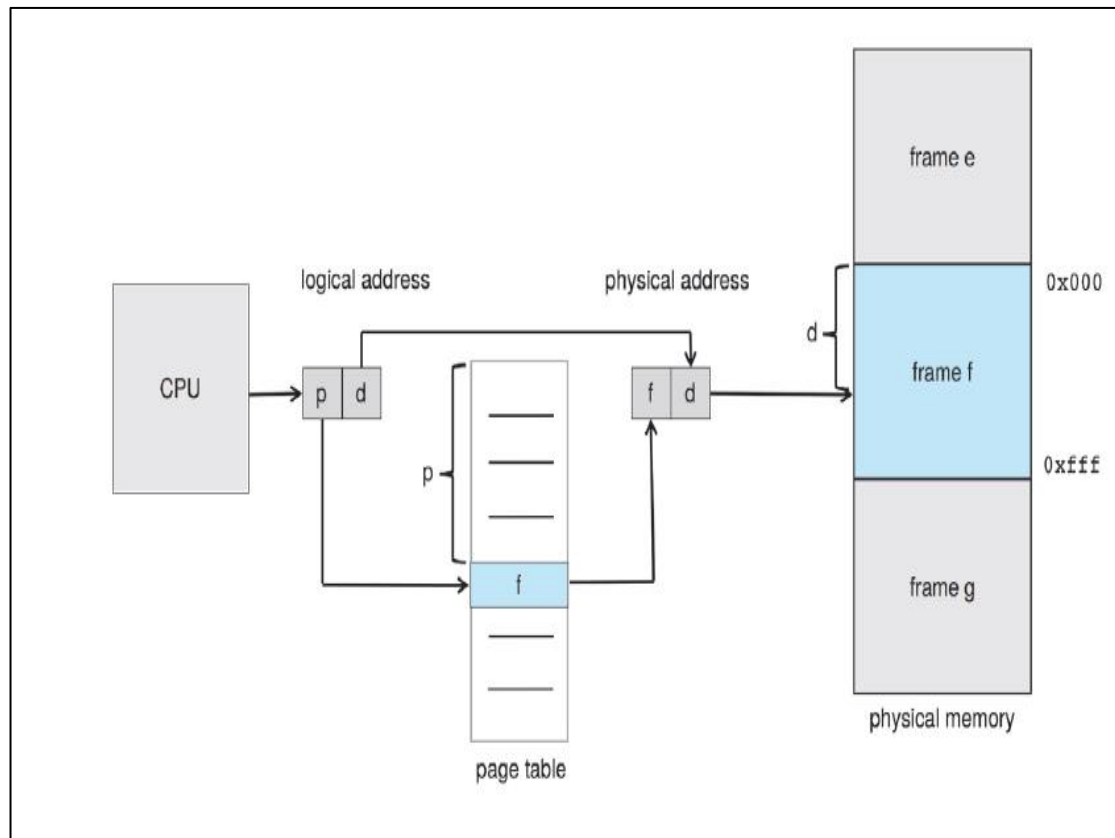 frame e
logical address
physical address
0x000
d
CPU
p d
f d
frame f
p
0xfff
f
frame g
physical memory
page table